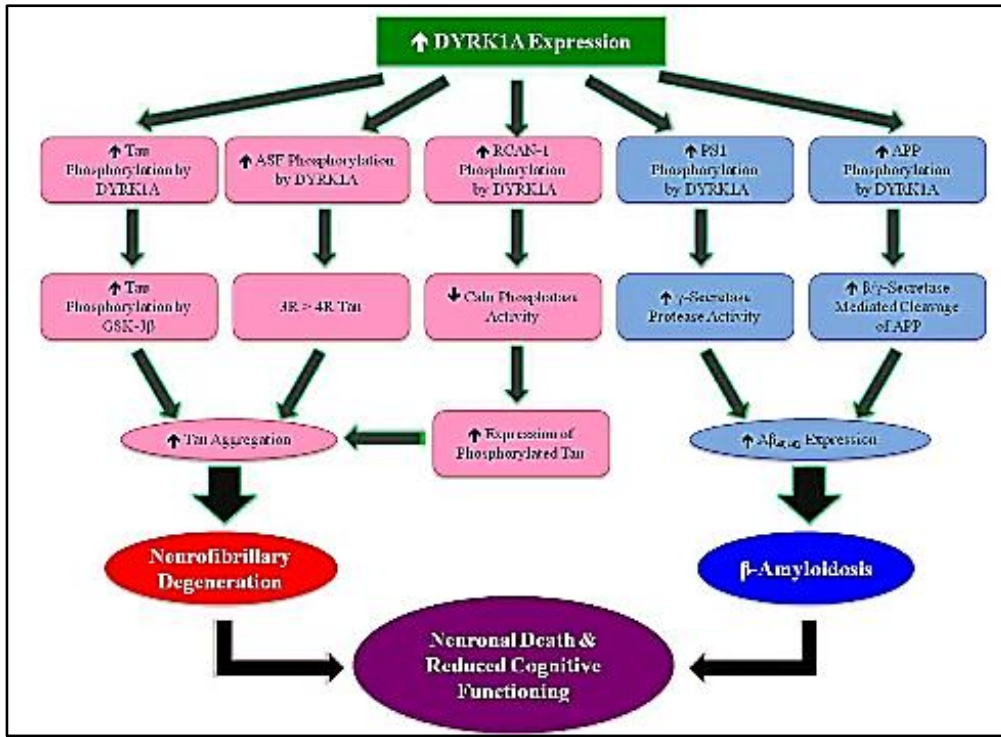 ↑ DYRK1A Expression
↑ Tau
Phosphorylation by
DYRK1A
↑ ASF Phosphorylation
by DYRK1A
↑ RCAN-1
Phosphorylation
by DYRK1A
↑ PS1
Phosphorylation
by DYRK1A
↑ APP
Phosphorylation
by DYRK1A
↑ Tau
Phosphorylation by
GSK-3β
3R > 4R Tau
↓ Caln Phosphatase
Activity
↑ γ-Secretase
Protease Activity
↑ β/γ-Secretase
Mediated Cleavage
of APP
↑ Tau Aggregation
↑ Expression of
Phosphorylated Tau
↑ Expression
Neurofibrillary
Degeneration
β-Amyloidosis
Neuronal Death &
Reduced Cognitive
Functioning